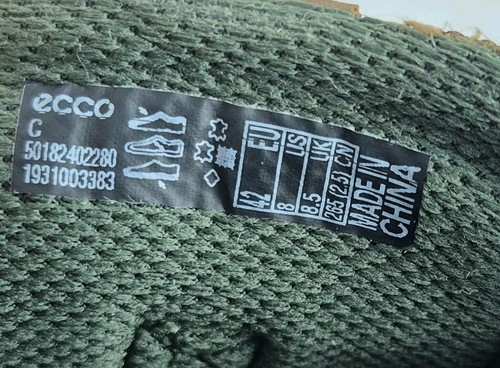 ecco
C
50182402280
1931003383
42 EU
8 US
8.5 UK
265 (2.5) CN
MADE IN
CHINA